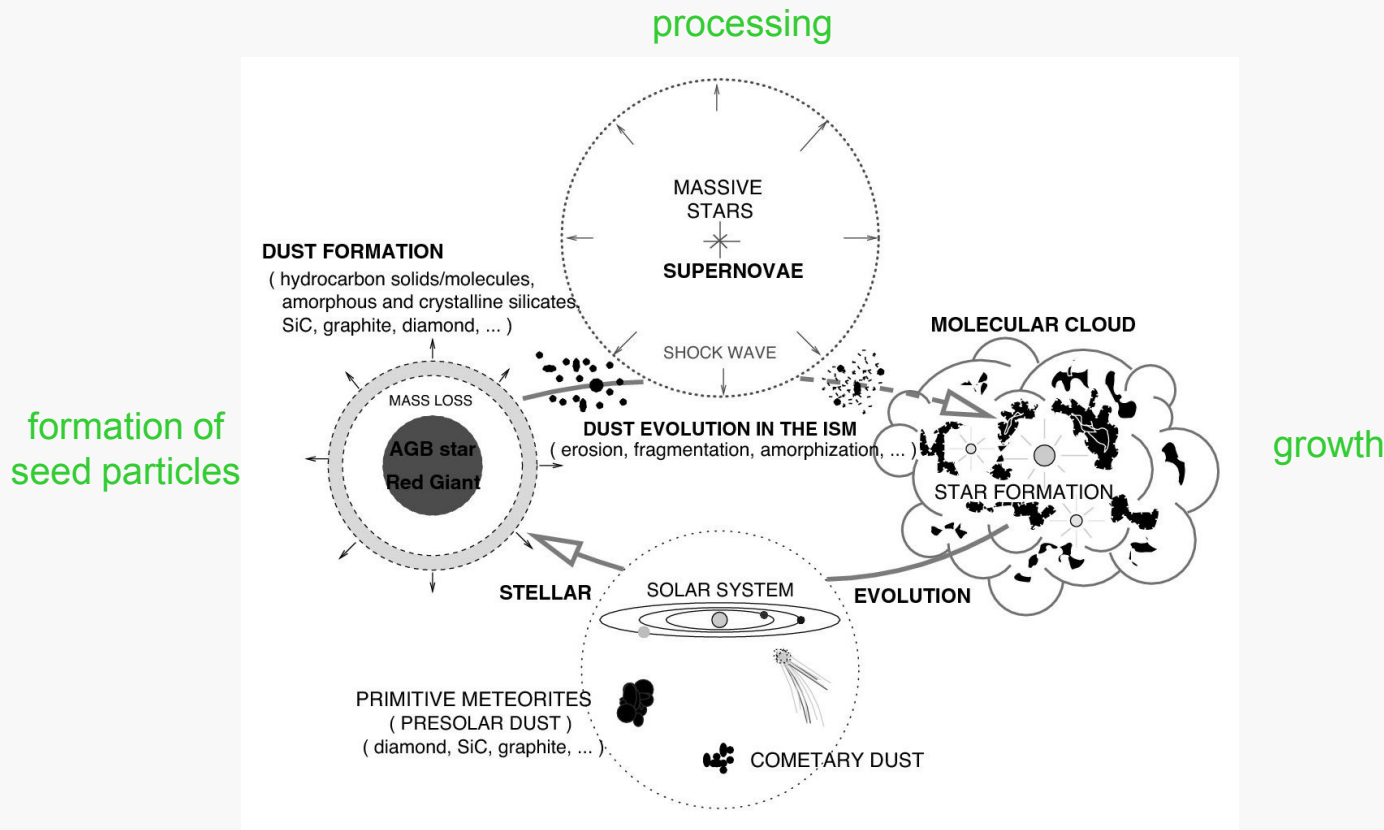 processing
MASSIVE
STARS
SUPERNOVAE
SHOCK WAVE
DUST FORMATION
( hydrocarbon solids/molecules,
amorphous and crystalline silicates,
SiC, graphite, diamond, ... )
MOLECULAR CLOUD
MASS LOSS
AGB star
Red Giant
formation of
seed particles
DUST EVOLUTION IN THE ISM
( erosion, fragmentation, amorphization, ... )
STAR FORMATION
growth
STELLAR
SOLAR SYSTEM
EVOLUTION
PRIMITIVE METEORITES
( PRESOLAR DUST )
( diamond, SiC, graphite, ... )
COMETARY DUST